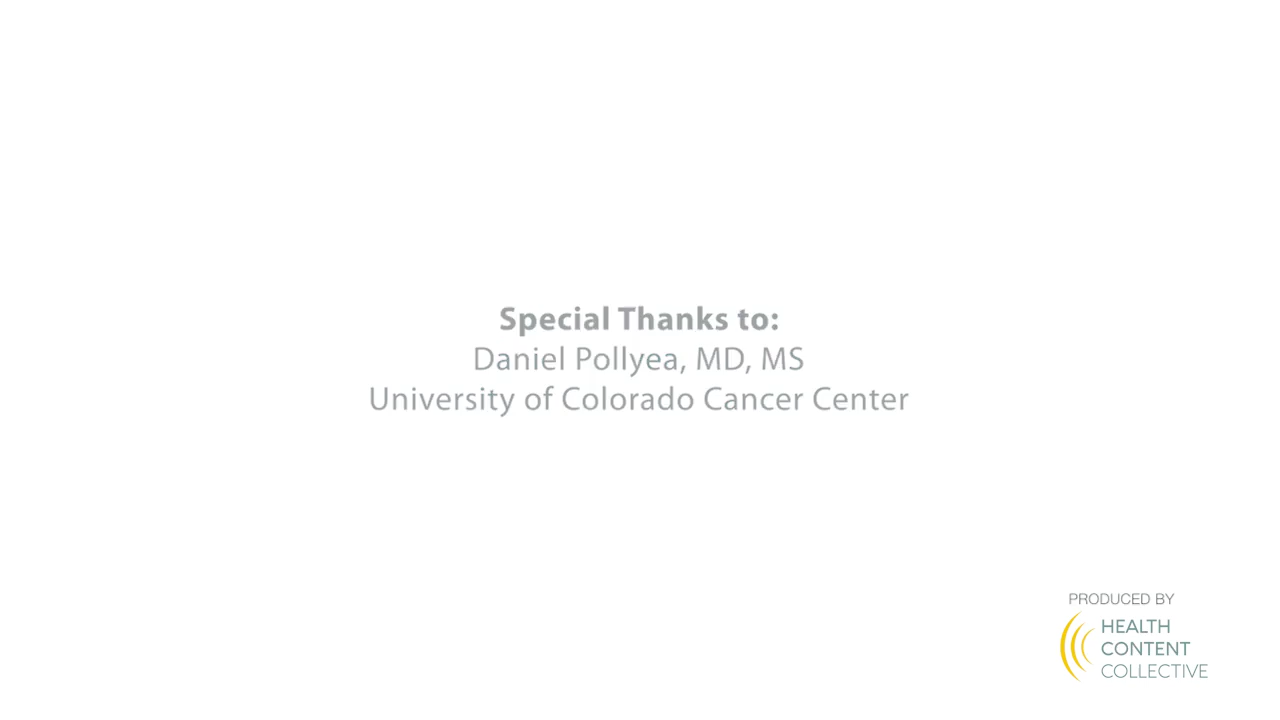 Special Thanks to:
Daniel Pollyea, MD, MS
University of Colorado Cancer Center
PRODUCED BY
HEALTH
CONTENT
COLLECTIVE